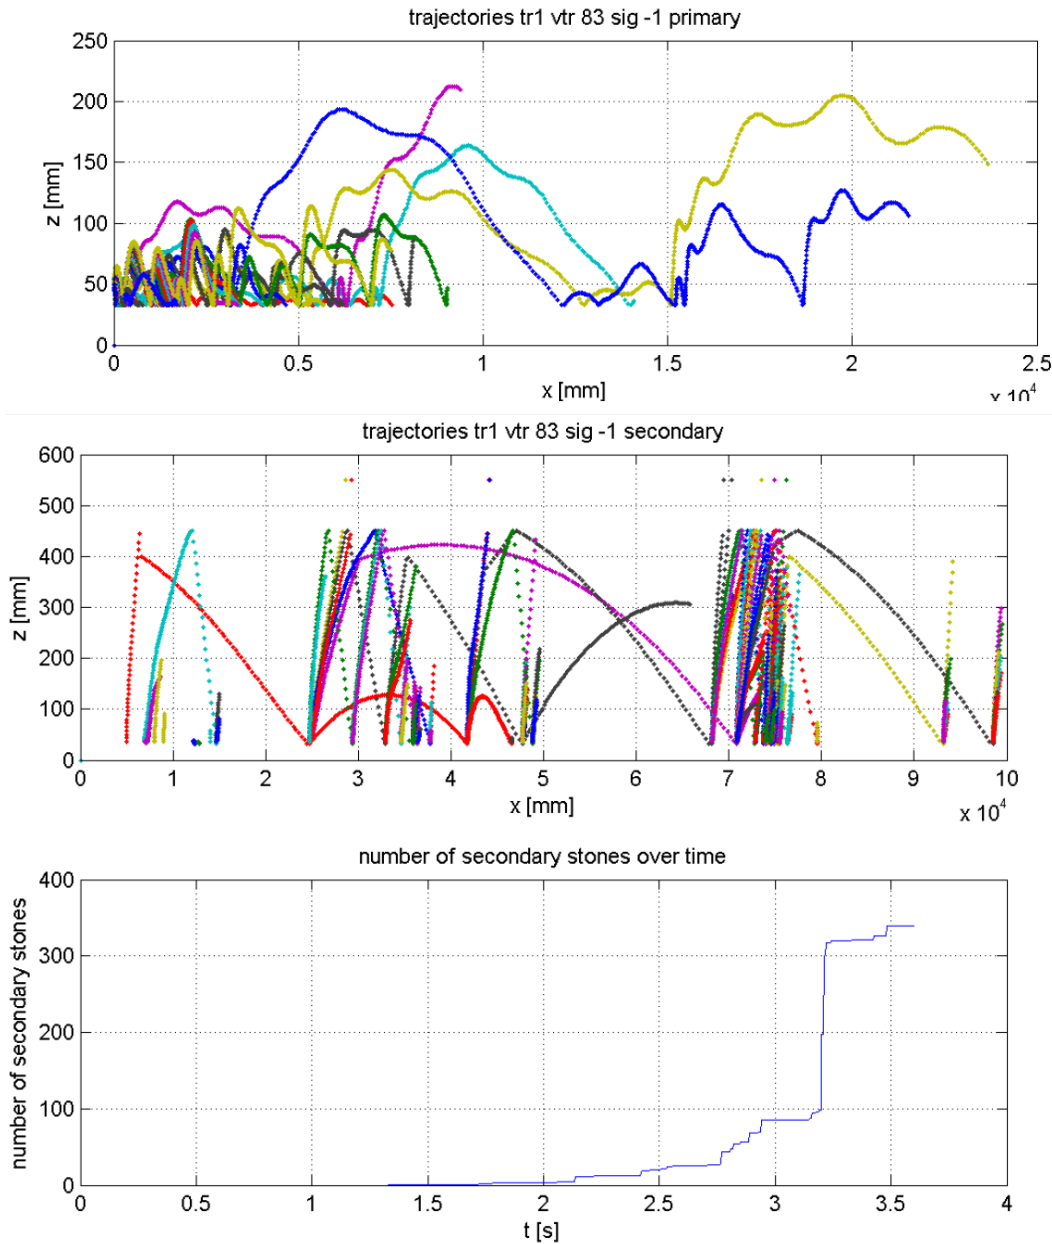 trajectories tr1 vtr 83 sig -1 primary
250
200
150
100
50
0
z [mm]
0 0.5 1 1.5 2 2.5
x [mm]
x 10^4
trajectories tr1 vtr 83 sig -1 secondary
600
500
400
300
200
100
0
z [mm]
0 1 2 3 4 5 6 7 8 9 10
x [mm]
x 10^4
number of secondary stones over time
400
300
200
100
0
number of secondary stones
0 0.5 1 1.5 2 2.5 3 3.5 4
t [s]